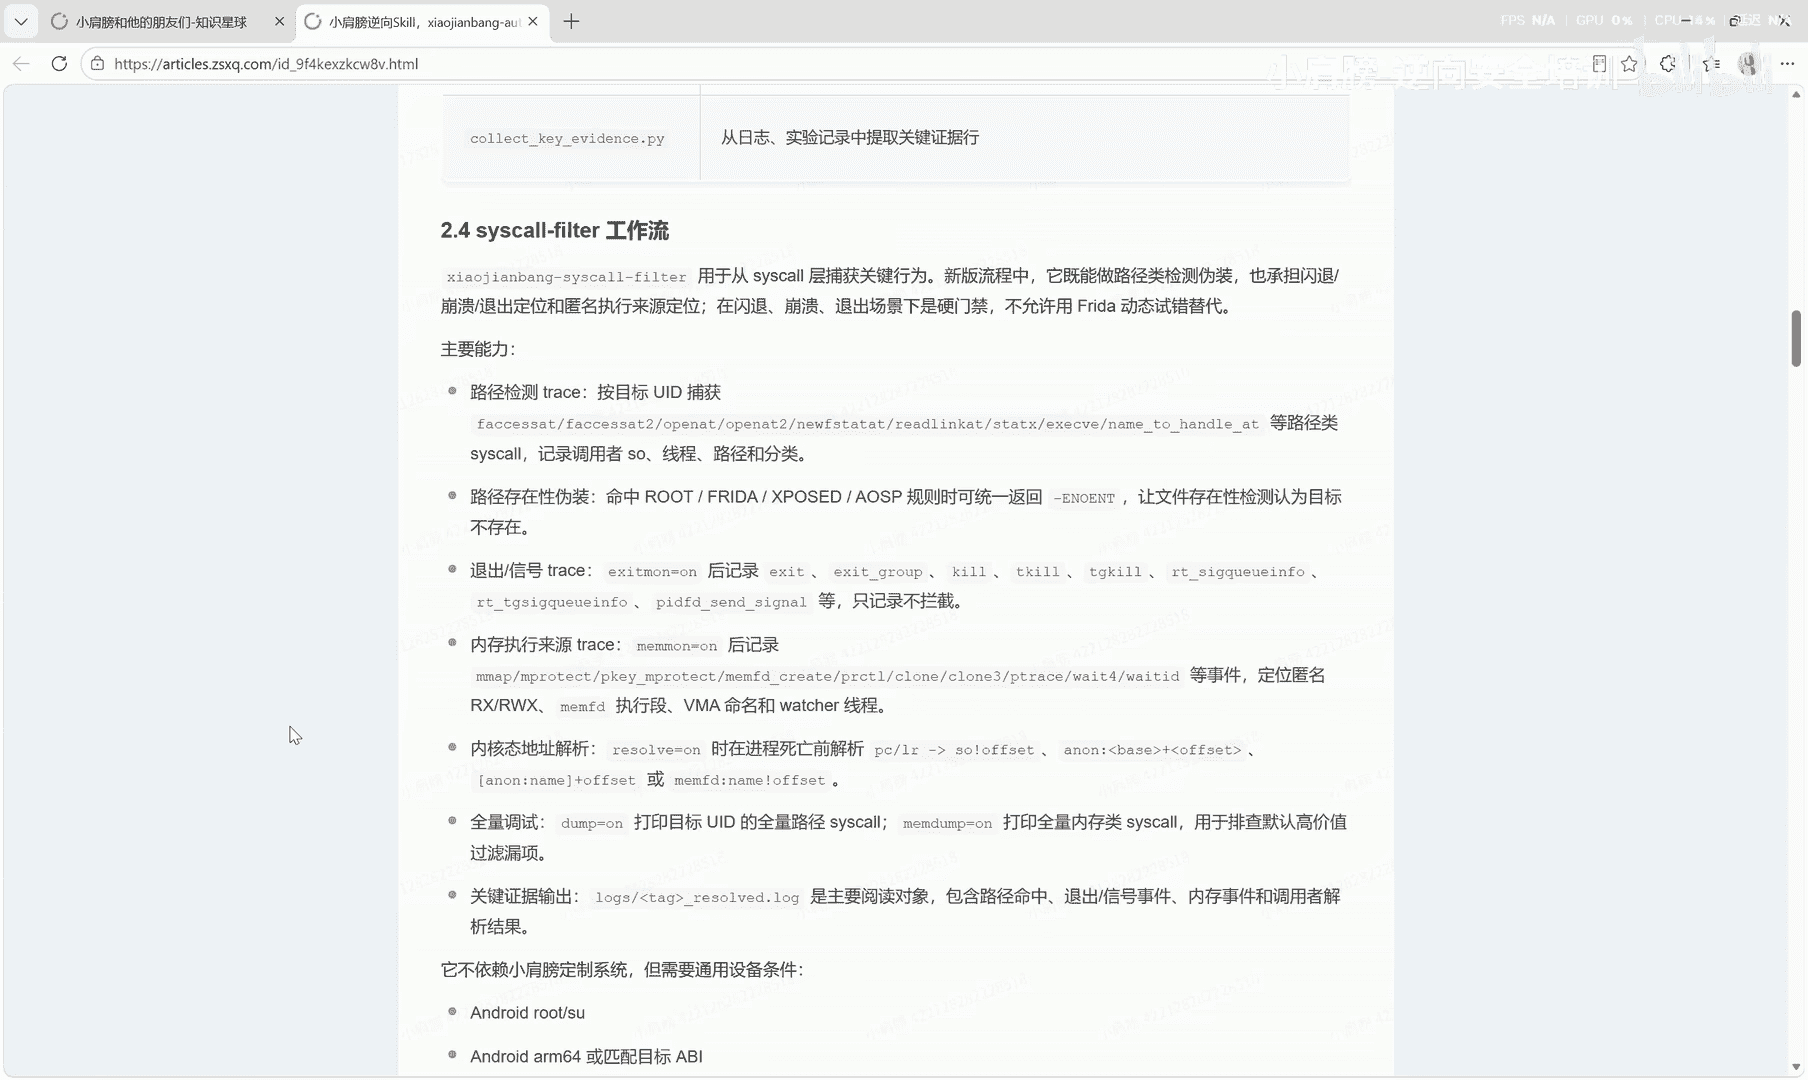 小肩膀和他的朋友们-知识星球
小肩膀逆向Skill，xiaojianbang-au
FPS N/A GPU 0% CPU 延迟
https://articles.zsxq.com/id_9f4kexzkcw8v.html
小肩膀 逆向安全培训
collect_key_evidence.py 从日志、实验记录中提取关键证据行
2.4 syscall-filter 工作流
xiaojianbang-syscall-filter 用于从 syscall 层捕获关键行为。新版流程中，它既能做路径类检测伪装，也承担闪退/
崩溃/退出定位和匿名执行来源定位；在闪退、崩溃、退出场景下是硬门禁，不允许用 Frida 动态试错替代。
主要能力：
路径检测 trace：按目标 UID 捕获
faccessat/faccessat2/openat/openat2/newfstatat/readlinkat/statx/execve/name_to_handle_at 等路径类
syscall，记录调用者 so、线程、路径和分类。
路径存在性伪装：命中 ROOT / FRIDA / XPOSED / AOSP 规则时可统一返回 -ENOENT ，让文件存在性检测认为目标
不存在。
退出/信号 trace： exitmon=on 后记录 exit 、 exit_group 、 kill 、 tkill 、 tgkill 、 rt_sigqueueinfo 、
rt_tgsigqueueinfo 、 pidfd_send_signal 等，只记录不拦截。
内存执行来源 trace： memmon=on 后记录
mmap/mprotect/pkey_mprotect/memfd_create/prctl/clone/clone3/ptrace/wait4/waitid 等事件，定位匿名
RX/RWX、 memfd 执行段、VMA 命名和 watcher 线程。
内核态地址解析： resolve=on 时在进程死亡前解析 pc/lr -> so!offset 、 anon:<base>+<offset> 、
[anon:name]+offset 或 memfd:name!offset 。
全量调试： dump=on 打印目标 UID 的全量路径 syscall； memdump=on 打印全量内存类 syscall，用于排查默认高价值
过滤漏项。
关键证据输出： logs/<tag>_resolved.log 是主要阅读对象，包含路径命中、退出/信号事件、内存事件和调用者解
析结果。
它不依赖小肩膀定制系统，但需要通用设备条件：
Android root/su
Android arm64 或匹配目标 ABI